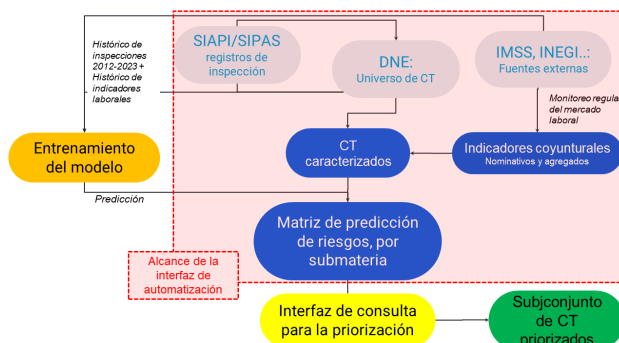 Histórico de
inspecciones
2012-2023 +
Histórico de
indicadores
laborales
SIAPI/SIPAS
registros de
inspección
DNE:
Universo de CT
IMSS, INEGI..:
Fuentes externas
Monitoreo regular
del mercado
laboral
Entrenamiento
del modelo
CT
caracterizados
Indicadores coyunturales
Nominativos y agregados
Predicción
Matriz de predicción
de riesgos, por
submateria
Alcance de la
interfaz de
automatización
Interfaz de consulta
para la priorización
Subjconjunto
de CT
priorizados